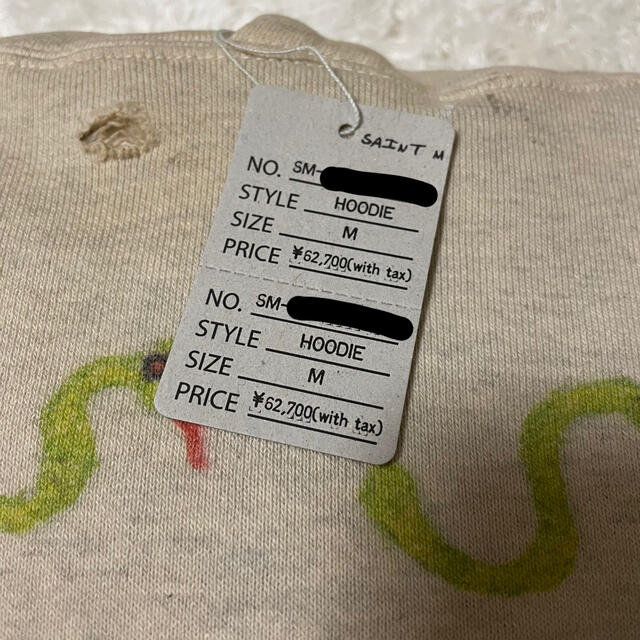 SAINT M
NO. SM-
STYLE HOODIE
SIZE M
PRICE ¥62,700(with tax)
NO. SM-
STYLE HOODIE
SIZE M
PRICE ¥62,700(with tax)